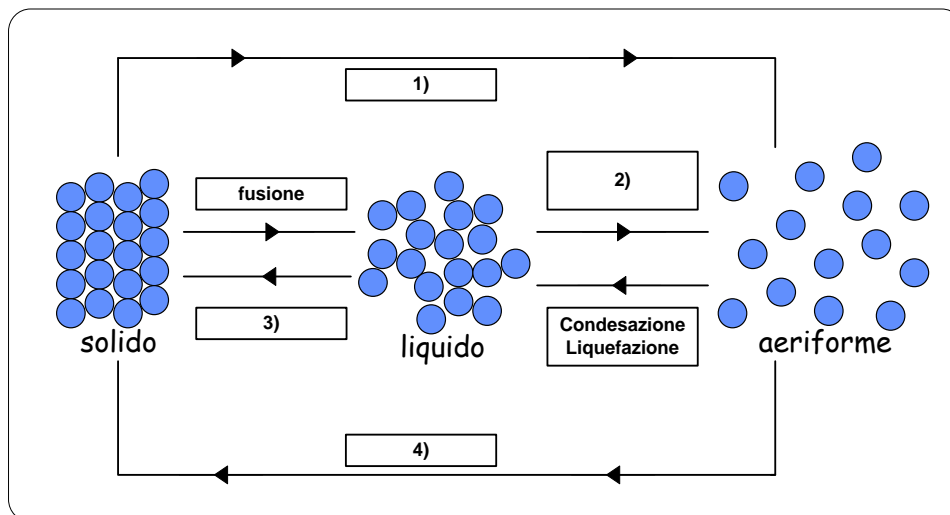 1)
fusione
2)
3)
Condesazione
Liquefazione
solido
liquido
aeriforme
4)